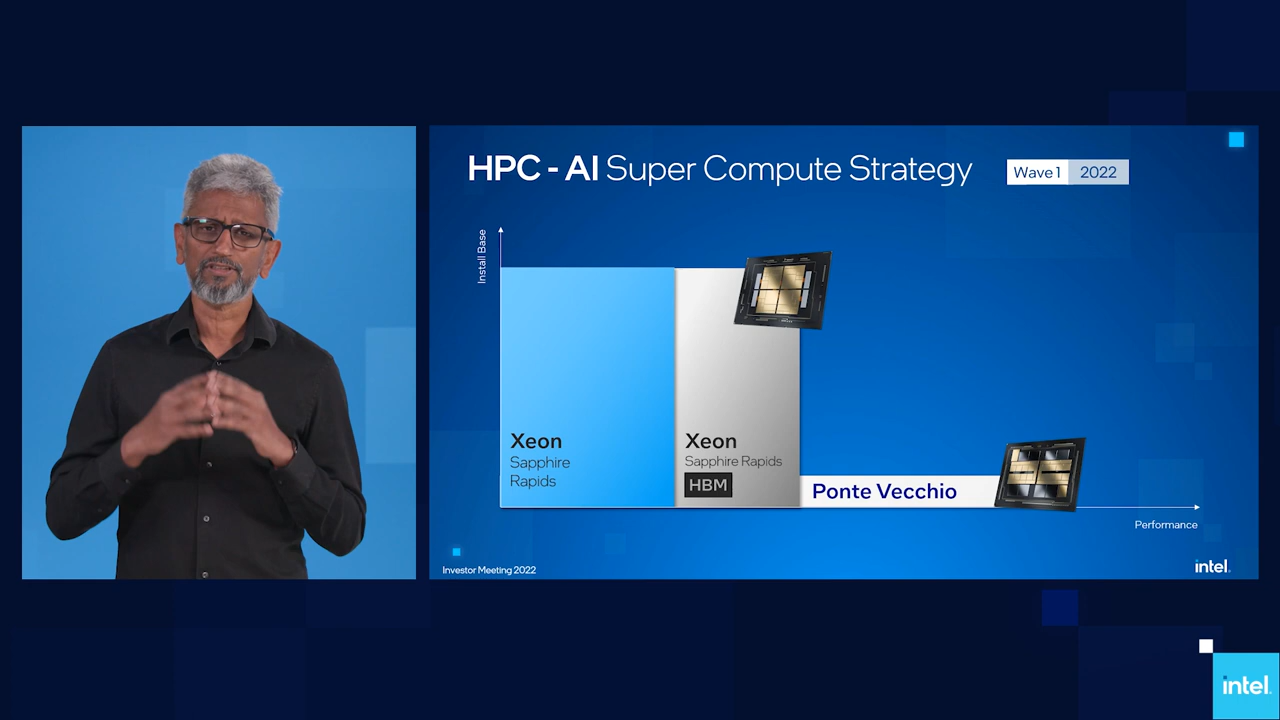 HPC - AI Super Compute Strategy
Wave 1 2022
Install Base
Xeon
Sapphire
Rapids
Xeon
Sapphire Rapids
HBM
Ponte Vecchio
Performance
Investor Meeting 2022
intel.
intel.